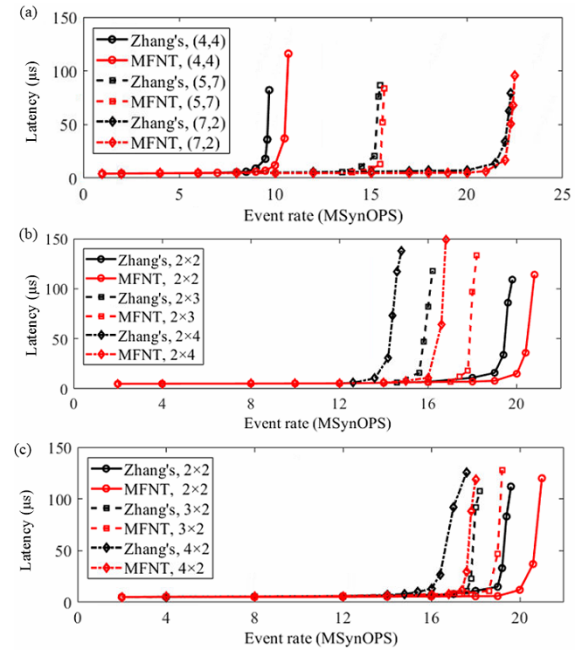 (a)
150
100
50
0
Latency (μs)
Zhang's, (4,4)
MFNT, (4,4)
Zhang's, (5,7)
MFNT, (5,7)
Zhang's, (7,2)
MFNT, (7,2)
0 5 10 15 20 25
Event rate (MSynOPS)
(b)
150
100
50
0
Latency (μs)
Zhang's, 2×2
MFNT, 2×2
Zhang's, 2×3
MFNT, 2×3
Zhang's, 2×4
MFNT, 2×4
0 4 8 12 16 20
Event rate (MSynOPS)
(c)
150
100
50
0
Latency (μs)
Zhang's, 2×2
MFNT, 2×2
Zhang's, 3×2
MFNT, 3×2
Zhang's, 4×2
MFNT, 4×2
0 4 8 12 16 20
Event rate (MSynOPS)